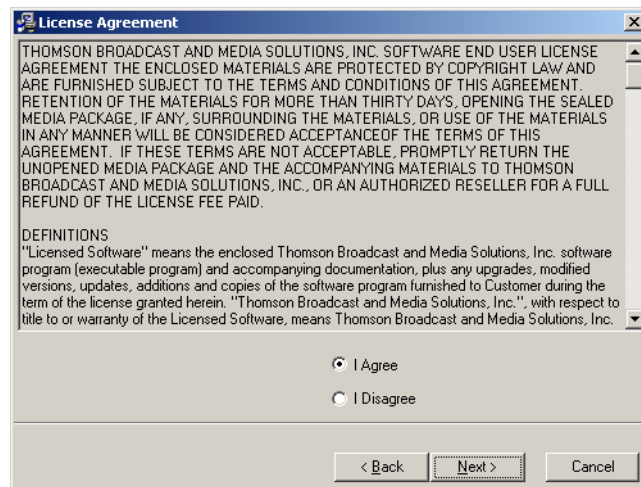 License Agreement
THOMSON BROADCAST AND MEDIA SOLUTIONS, INC. SOFTWARE END USER LICENSE
AGREEMENT THE ENCLOSED MATERIALS ARE PROTECTED BY COPYRIGHT LAW AND
ARE FURNISHED SUBJECT TO THE TERMS AND CONDITIONS OF THIS AGREEMENT.
RETENTION OF THE MATERIALS FOR MORE THAN THIRTY DAYS, OPENING THE SEALED
MEDIA PACKAGE, IF ANY, SURROUNDING THE MATERIALS, OR USE OF THE MATERIALS
IN ANY MANNER WILL BE CONSIDERED ACCEPTANCEOF THE TERMS OF THIS
AGREEMENT.  IF THESE TERMS ARE NOT ACCEPTABLE, PROMPTLY RETURN THE
UNOPENED MEDIA PACKAGE AND THE ACCOMPANYING MATERIALS TO THOMSON
BROADCAST AND MEDIA SOLUTIONS, INC., OR AN AUTHORIZED RESELLER FOR A FULL
REFUND OF THE LICENSE FEE PAID.
DEFINITIONS
"Licensed Software" means the enclosed Thomson Broadcast and Media Solutions, Inc. software
program (executable program) and accompanying documentation, plus any upgrades, modified
versions, updates, additions and copies of the software program furnished to Customer during the
term of the license granted herein. "Thomson Broadcast and Media Solutions, Inc.", with respect to
title to or warranty of the Licensed Software, means Thomson Broadcast and Media Solutions, Inc.
I Agree
I Disagree
< Back Next > Cancel